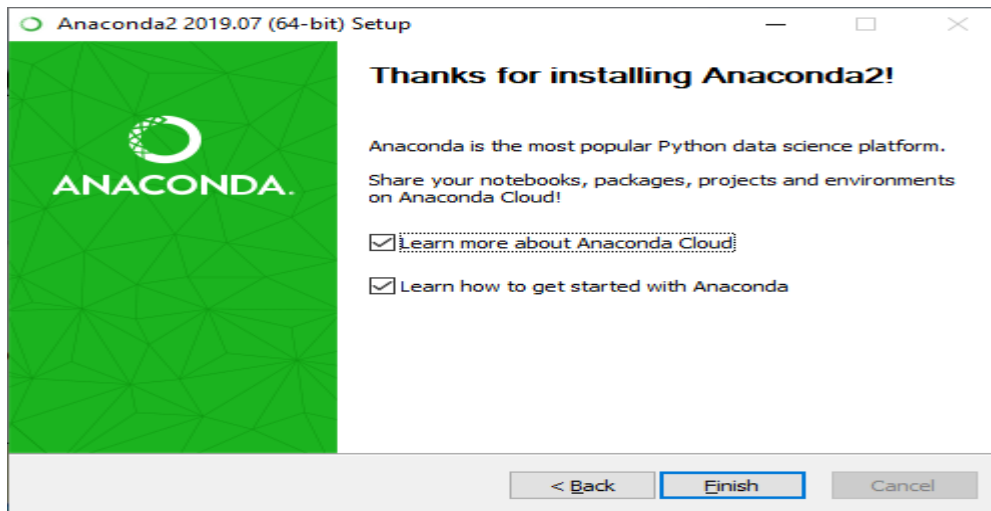 Anaconda2 2019.07 (64-bit) Setup
Thanks for installing Anaconda2!
ANACONDA.
Anaconda is the most popular Python data science platform.
Share your notebooks, packages, projects and environments
on Anaconda Cloud!
Learn more about Anaconda Cloud
Learn how to get started with Anaconda
< Back
Finish
Cancel